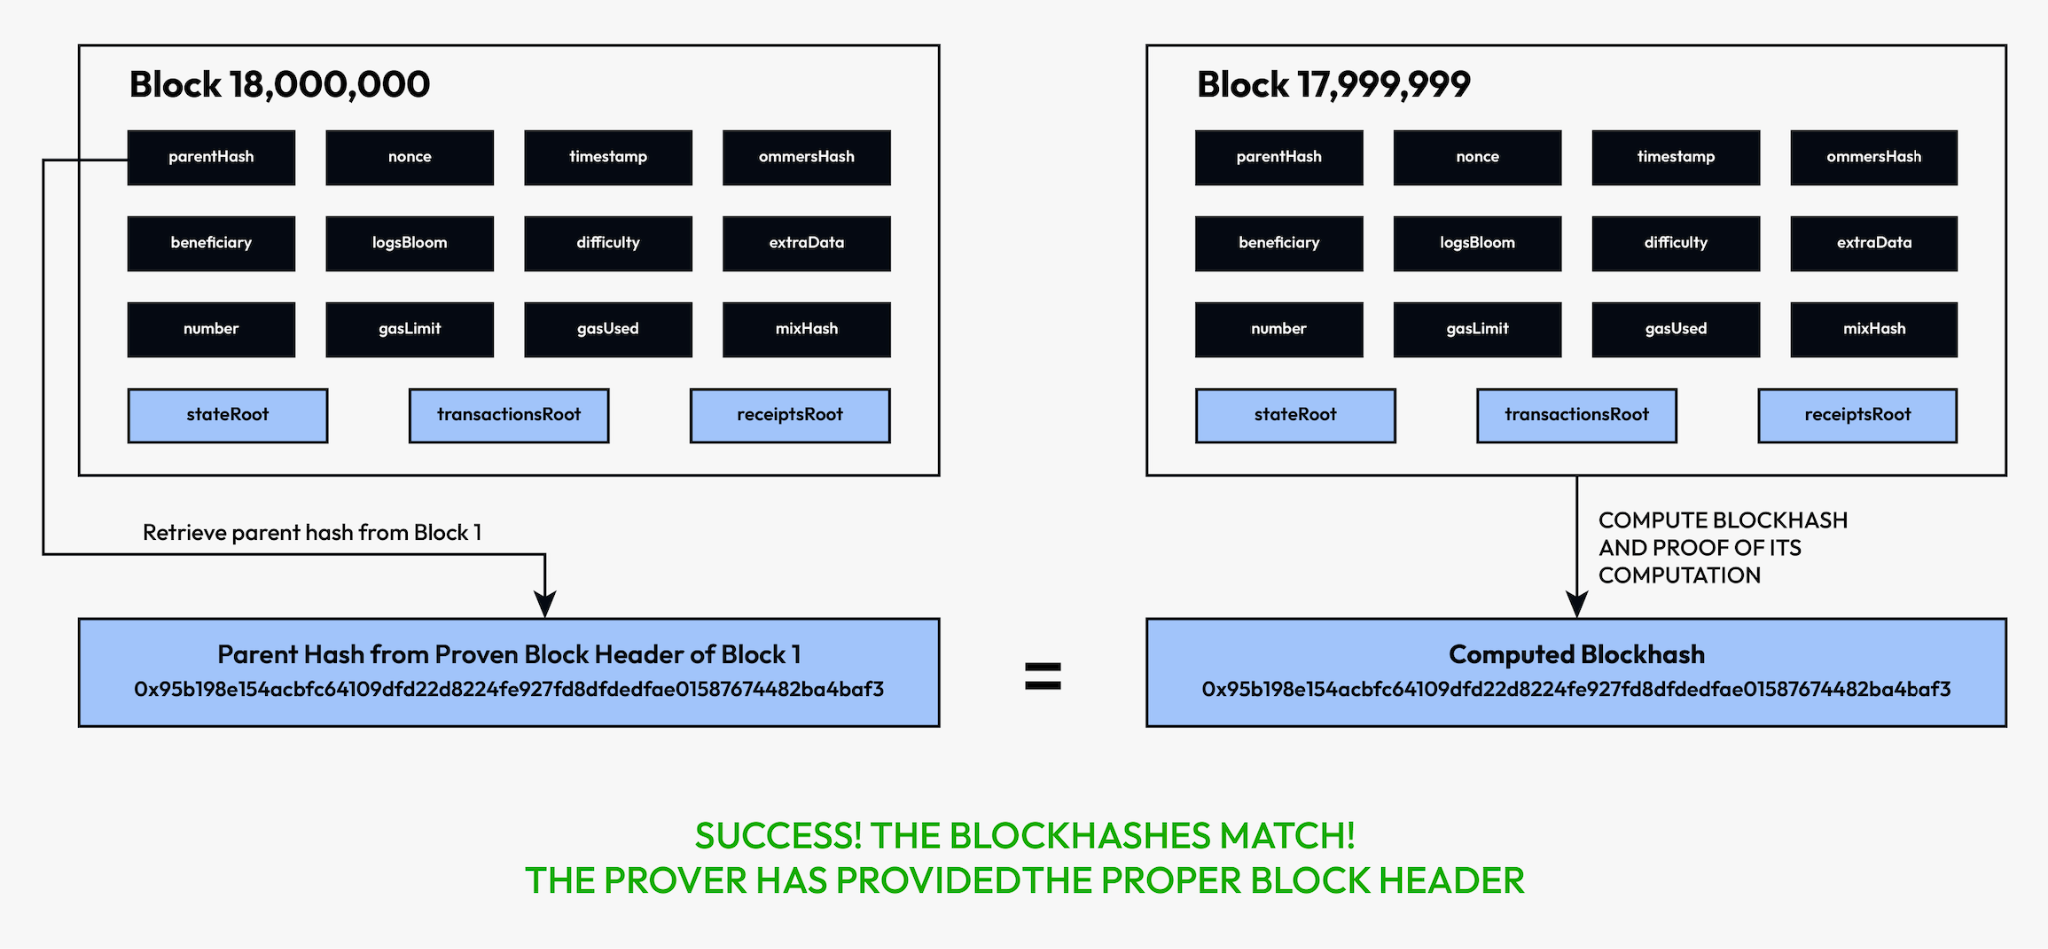 Block 18,000,000
parentHash
nonce
timestamp
ommersHash
beneficiary
logsBloom
difficulty
extraData
number
gasLimit
gasUsed
mixHash
stateRoot
transactionsRoot
receiptsRoot
Retrieve parent hash from Block 1
Parent Hash from Proven Block Header of Block 1
0x95b198e154acbfc64109dfd22d8224fe927fd8dfdedfae01587674482ba4baf3
=
Block 17,999,999
parentHash
nonce
timestamp
ommersHash
beneficiary
logsBloom
difficulty
extraData
number
gasLimit
gasUsed
mixHash
stateRoot
transactionsRoot
receiptsRoot
COMPUTE BLOCKHASH
AND PROOF OF ITS
COMPUTATION
Computed Blockhash
0x95b198e154acbfc64109dfd22d8224fe927fd8dfdedfae01587674482ba4baf3
SUCCESS! THE BLOCKHASHES MATCH!
THE PROVER HAS PROVIDEDTHE PROPER BLOCK HEADER